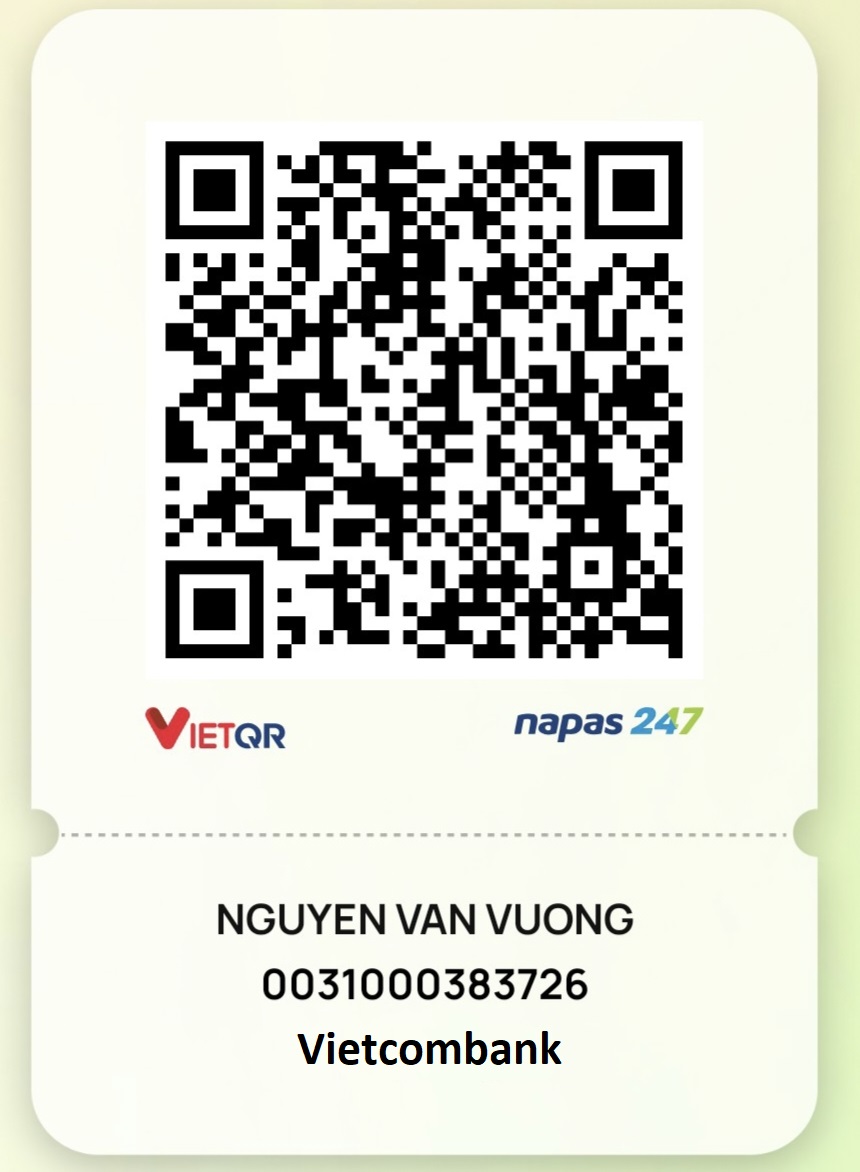 VIETQR
napas 247
NGUYEN VAN VUONG
0031000383726
Vietcombank